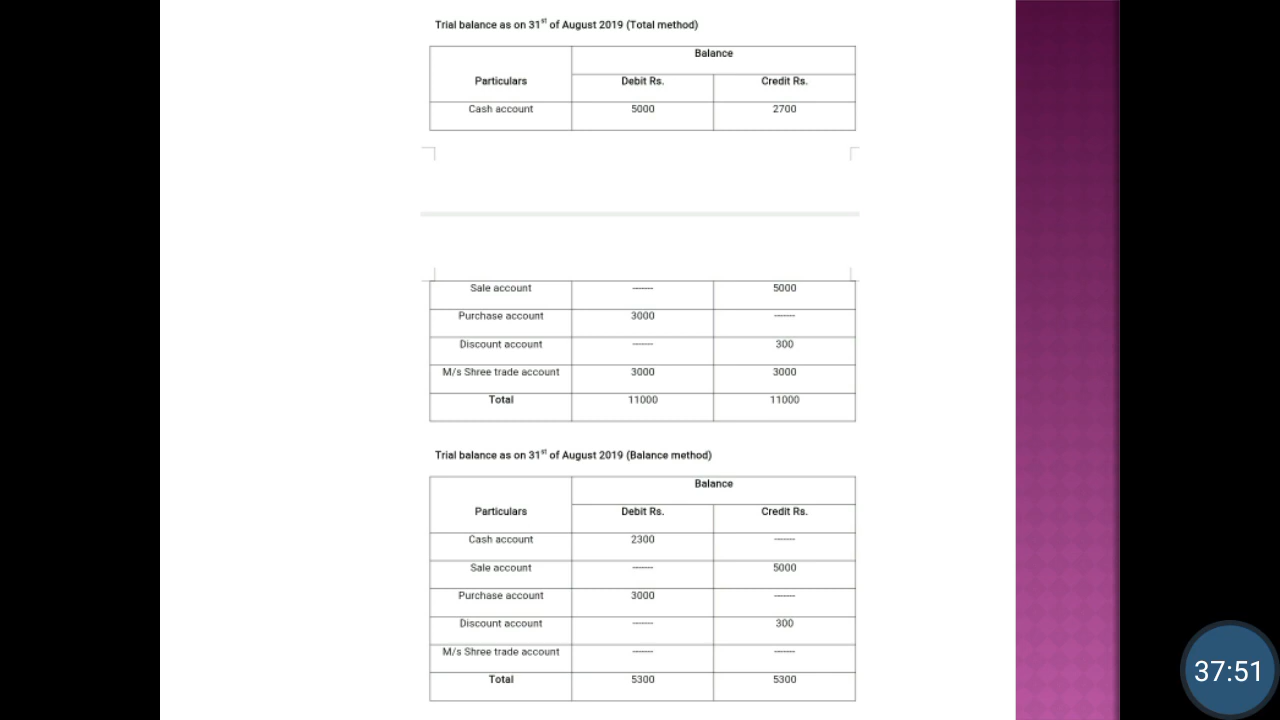 Trial balance as on 31st of August 2019 (Total method)
Balance
Particulars Debit Rs. Credit Rs.
Cash account 5000 2700
Sale account ------- 5000
Purchase account 3000 -------
Discount account ------- 300
M/s Shree trade account 3000 3000
Total 11000 11000
Trial balance as on 31st of August 2019 (Balance method)
Balance
Particulars Debit Rs. Credit Rs.
Cash account 2300 -------
Sale account ------- 5000
Purchase account 3000 -------
Discount account ------- 300
M/s Shree trade account ------- -------
Total 5300 5300
37:51